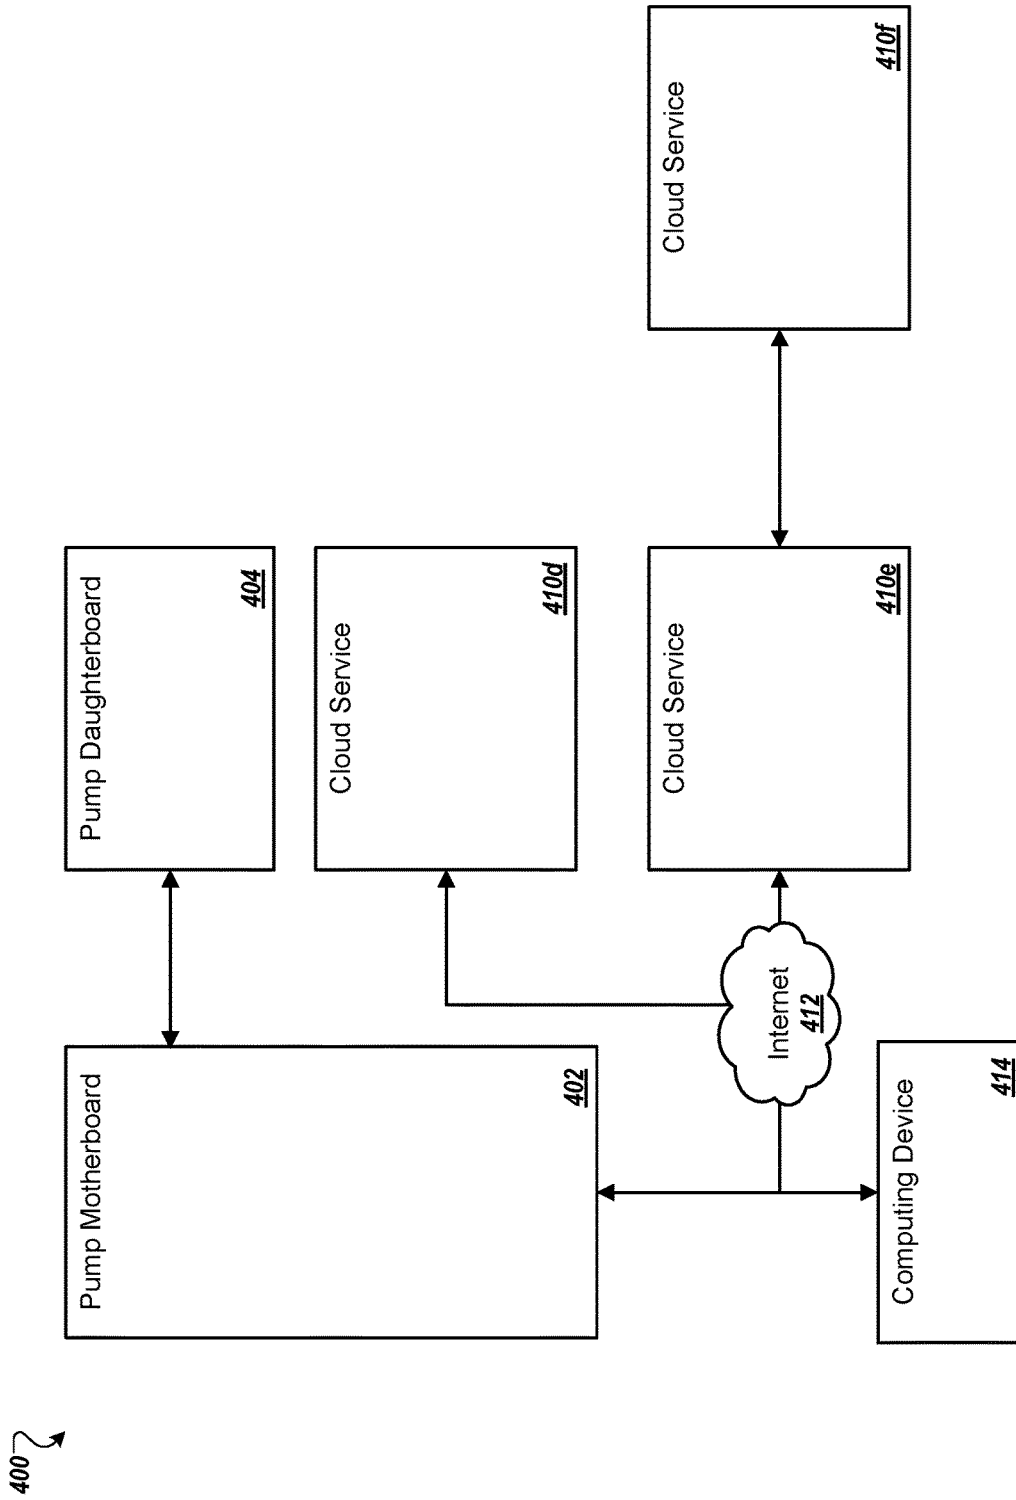 400
Pump Motherboard
402
Pump Daughterboard
404
Cloud Service
410d
Internet
412
Cloud Service
410e
Cloud Service
410f
Computing Device
414